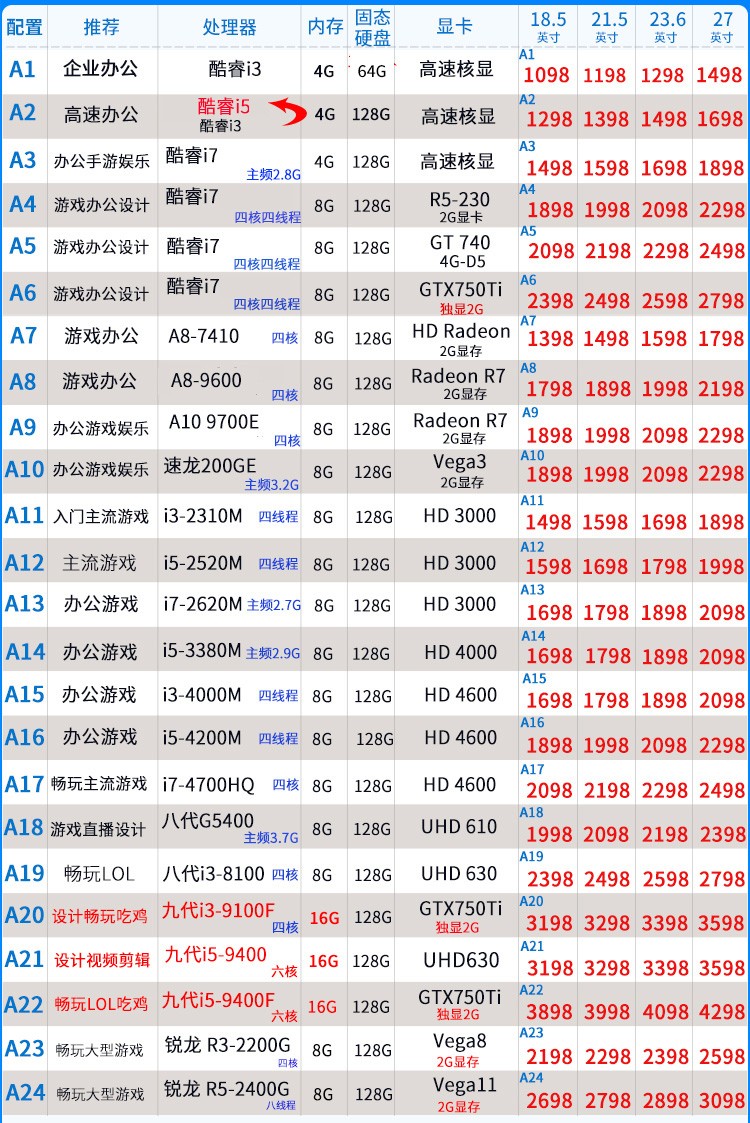 配置 推荐 处理器 内存 固态硬盘 显卡 18.5英寸 21.5英寸 23.6英寸 27英寸
A1 企业办公 酷睿i3 4G 64G 高速核显 A1 1098 1198 1298 1498
A2 高速办公 酷睿i5 酷睿i3 4G 128G 高速核显 A2 1298 1398 1498 1698
A3 办公手游娱乐 酷睿i7 主频2.8G 4G 128G 高速核显 A3 1498 1598 1698 1898
A4 游戏办公设计 酷睿i7 四核四线程 8G 128G R5-230 2G显卡 A4 1898 1998 2098 2298
A5 游戏办公设计 酷睿i7 四核四线程 8G 128G GT 740 4G-D5 A5 2098 2198 2298 2498
A6 游戏办公设计 酷睿i7 四核四线程 8G 128G GTX750Ti 独显2G A6 2398 2498 2598 2798
A7 游戏办公 A8-7410 四核 8G 128G HD Radeon 2G显存 A7 1398 1498 1598 1798
A8 游戏办公 A8-9600 四核 8G 128G Radeon R7 2G显存 A8 1798 1898 1998 2198
A9 办公游戏娱乐 A10 9700E 四核 8G 128G Radeon R7 2G显存 A9 1898 1998 2098 2298
A10 办公游戏娱乐 速龙200GE 主频3.2G 8G 128G Vega3 2G显存 A10 1898 1998 2098 2298
A11 入门主流游戏 i3-2310M 四线程 8G 128G HD 3000 A11 1498 1598 1698 1898
A12 主流游戏 i5-2520M 四线程 8G 128G HD 3000 A12 1598 1698 1798 1998
A13 办公游戏 i7-2620M 主频2.7G 8G 128G HD 3000 A13 1698 1798 1898 2098
A14 办公游戏 i5-3380M 主频2.9G 8G 128G HD 4000 A14 1698 1798 1898 2098
A15 办公游戏 i3-4000M 四线程 8G 128G HD 4600 A15 1698 1798 1898 2098
A16 办公游戏 i5-4200M 四线程 8G 128G HD 4600 A16 1898 1998 2098 2298
A17 畅玩主流游戏 i7-4700HQ 四核 8G 128G HD 4600 A17 2098 2198 2298 2498
A18 游戏直播设计 八代G5400 主频3.7G 8G 128G UHD 610 A18 1998 2098 2198 2398
A19 畅玩LOL 八代i3-8100 四核 8G 128G UHD 630 A19 2398 2498 2598 2798
A20 设计畅玩吃鸡 九代i3-9100F 四核 16G 128G GTX750Ti 独显2G A20 3198 3298 3398 3598
A21 设计视频剪辑 九代i5-9400 六核 16G 128G UHD630 A21 3198 3298 3398 3598
A22 畅玩LOL吃鸡 九代i5-9400F 六核 16G 128G GTX750Ti 独显2G A22 3898 3998 4098 4298
A23 畅玩大型游戏 锐龙 R3-2200G 四核 8G 128G Vega8 2G显存 A23 2198 2298 2398 2598
A24 畅玩大型游戏 锐龙 R5-2400G 八线程 8G 128G Vega11 2G显存 A24 2698 2798 2898 3098